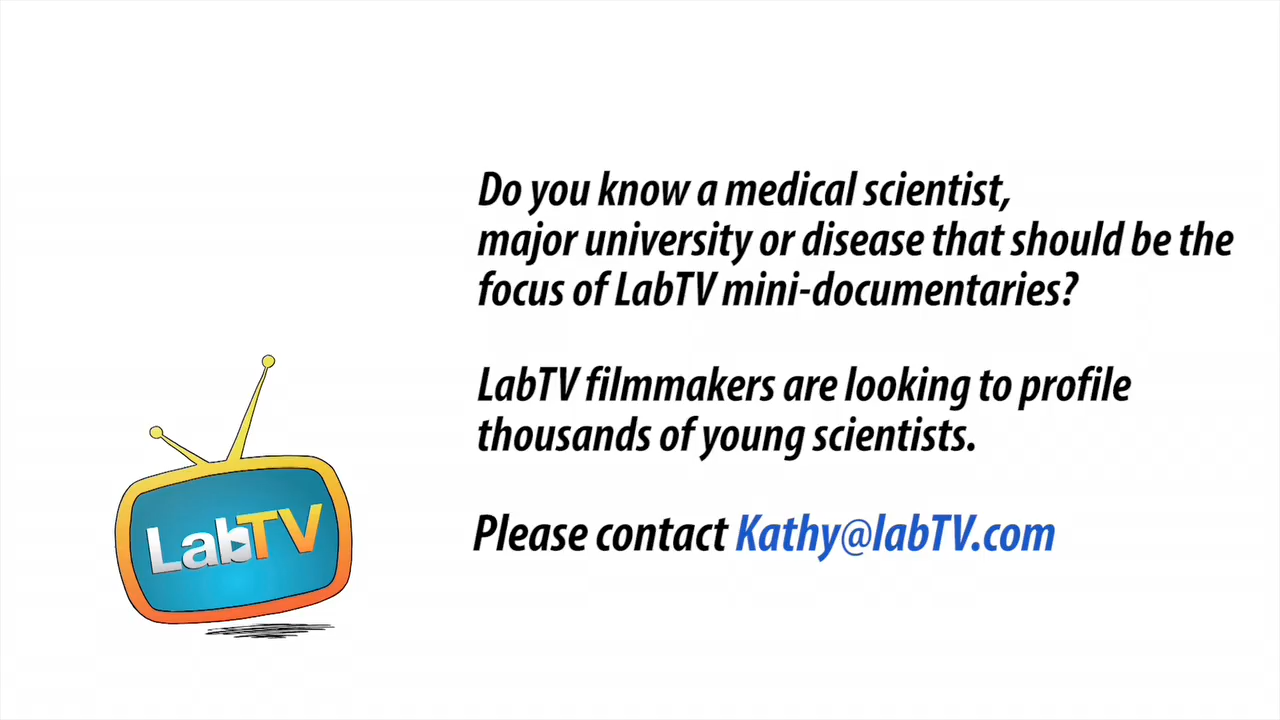 Do you know a medical scientist,
major university or disease that should be the
focus of LabTV mini-documentaries?
LabTV filmmakers are looking to profile
thousands of young scientists.
Please contact Kathy@labTV.com
LabTV